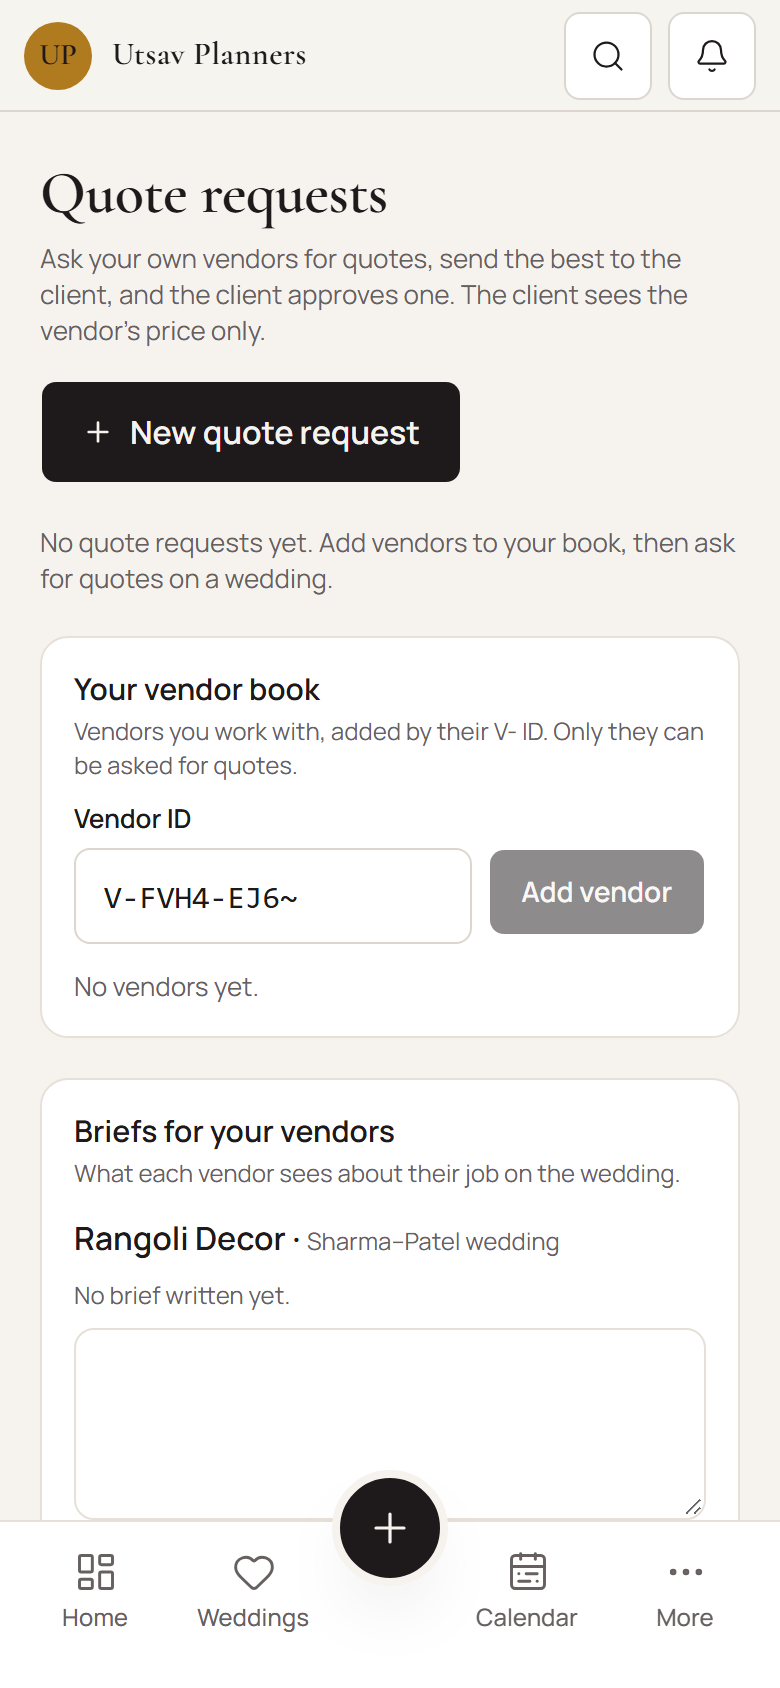 UP
Utsav Planners
Quote requests
Ask your own vendors for quotes, send the best to the
client, and the client approves one. The client sees the
vendor's price only.
+ New quote request
No quote requests yet. Add vendors to your book, then ask
for quotes on a wedding.
Your vendor book
Vendors you work with, added by their V- ID. Only they can
be asked for quotes.
Vendor ID
V-FVH4-EJ6~
Add vendor
No vendors yet.
Briefs for your vendors
What each vendor sees about their job on the wedding.
Rangoli Decor · Sharma–Patel wedding
No brief written yet.
Home
Weddings
Calendar
More